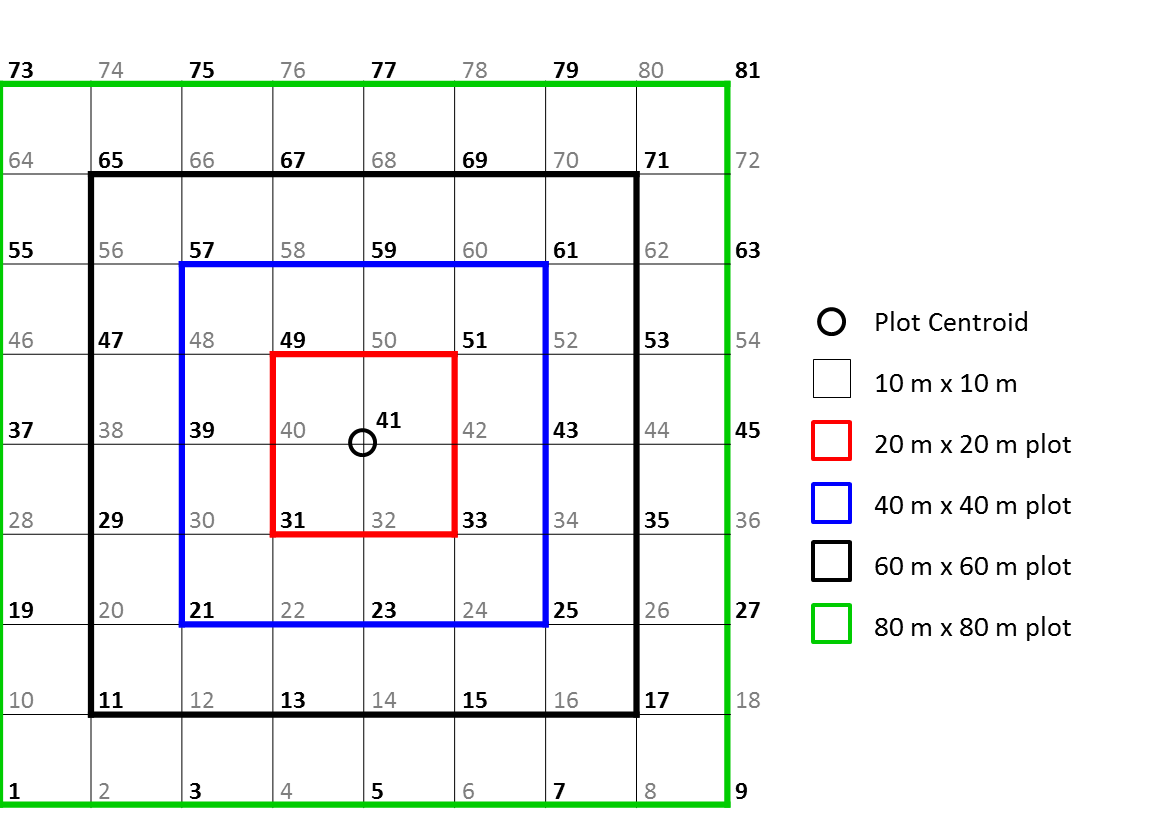 73 74 75 76 77 78 79 80 81
64 65 66 67 68 69 70 71 72
55 56 57 58 59 60 61 62 63
46 47 48 49 50 51 52 53 54
37 38 39 40 41 42 43 44 45
28 29 30 31 32 33 34 35 36
19 20 21 22 23 24 25 26 27
10 11 12 13 14 15 16 17 18
1 2 3 4 5 6 7 8 9
Plot Centroid
10 m x 10 m
20 m x 20 m plot
40 m x 40 m plot
60 m x 60 m plot
80 m x 80 m plot